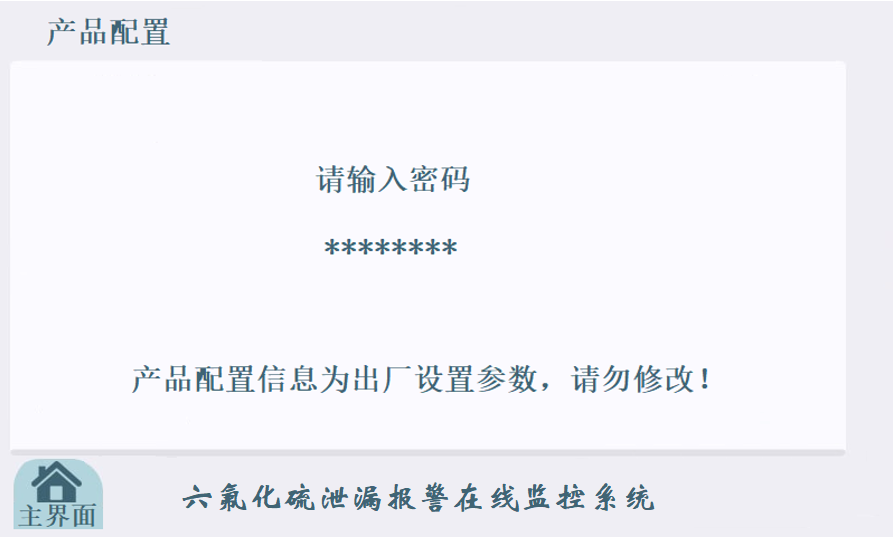 产品配置
请输入密码
********
产品配置信息为出厂设置参数，请勿修改！
六氟化硫泄漏报警在线监控系统
主界面